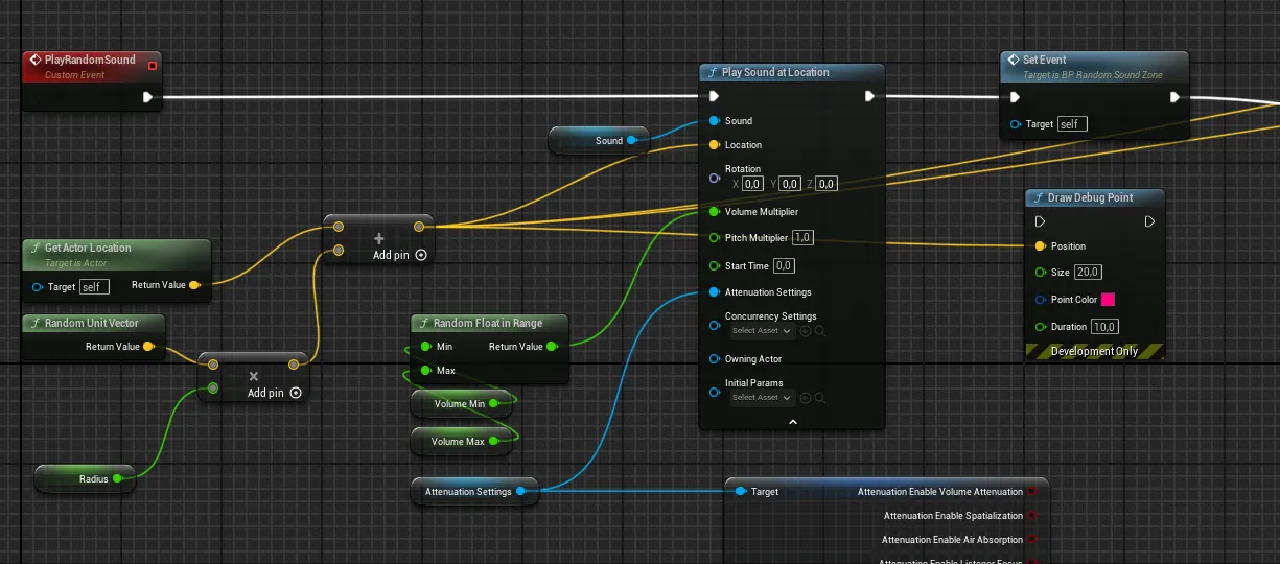 PlayRandomSound
Custom Event
Sound
Play Sound at Location
Sound
Location
Rotation
X 0,0 Y 0,0 Z 0,0
Volume Multiplier
Pitch Multiplier 1,0
Start Time 0,0
Attenuation Settings
Concurrency Settings
Select Asset
Owning Actor
Initial Params
Select Asset
Set Event
Target is BP Random Sound Zone
Target self
Draw Debug Point
Position
Size 20,0
Point Color
Duration 10,0
Development Only
Get Actor Location
Target is Actor
Target self Return Value
+
Add pin
Random Unit Vector
Return Value
×
Add pin
Radius
Random Float in Range
Min Return Value
Max
Volume Min
Volume Max
Attenuation Settings
Target Attenuation Enable Volume Attenuation
Attenuation Enable Spatialization
Attenuation Enable Air Absorption
Attenuation Enable Listener Focus